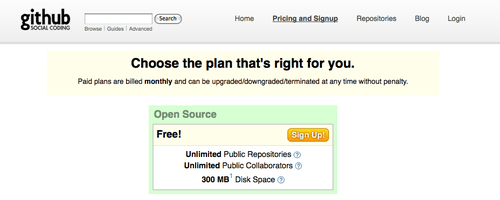 github
SOCIAL CODING
Search
Browse | Guides | Advanced
Home Pricing and Signup Repositories Blog Login
Choose the plan that's right for you.
Paid plans are billed monthly and can be upgraded/downgraded/terminated at any time without penalty.
Open Source
Free! Sign Up!
Unlimited Public Repositories ?
Unlimited Public Collaborators ?
300 MB¹ Disk Space ?